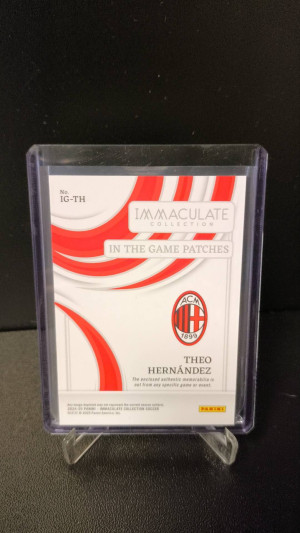 No.
IG-TH
IMMACULATE
COLLECTION
IN THE GAME PATCHES
ACM
1899
THEO
HERNÁNDEZ
The enclosed authentic memorabilia is
not from any specific game or event.
PANINI